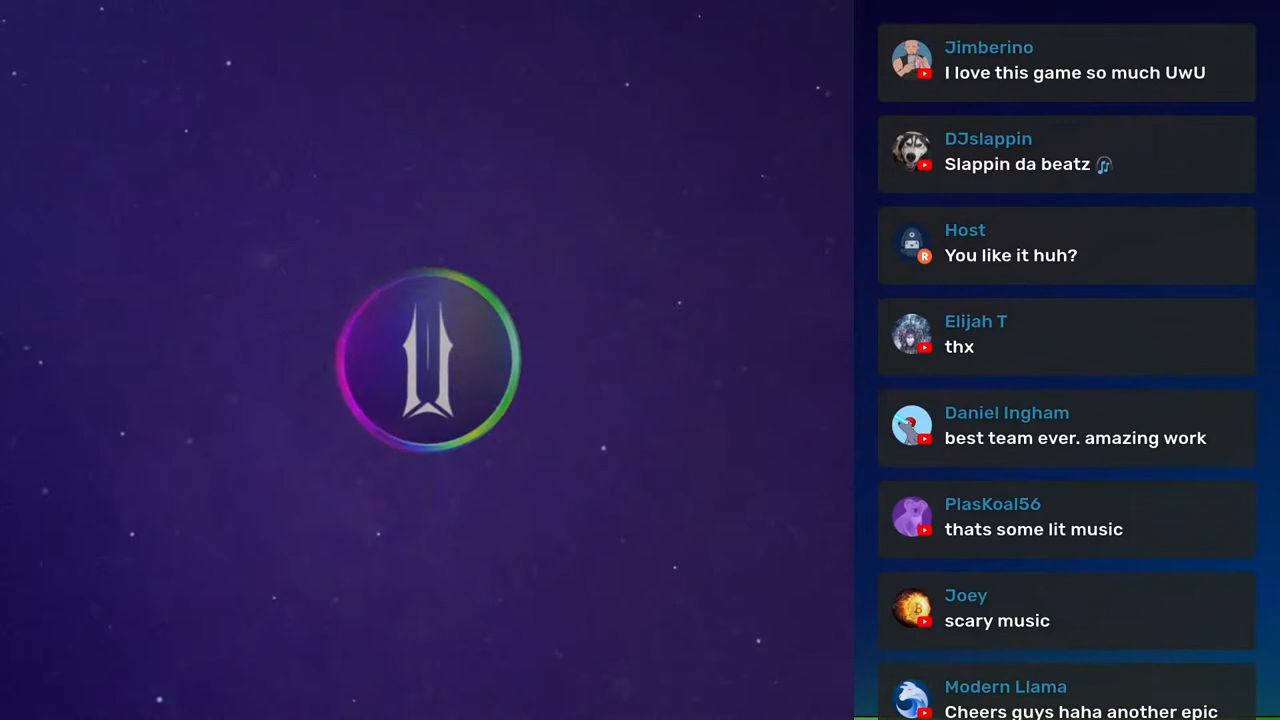 Jimberino
I love this game so much UwU
DJslappin
Slappin da beatz
Host
You like it huh?
Elijah T
thx
Daniel Ingham
best team ever. amazing work
PlasKoal56
thats some lit music
Joey
scary music
Modern Llama
Cheers guys haha another epic